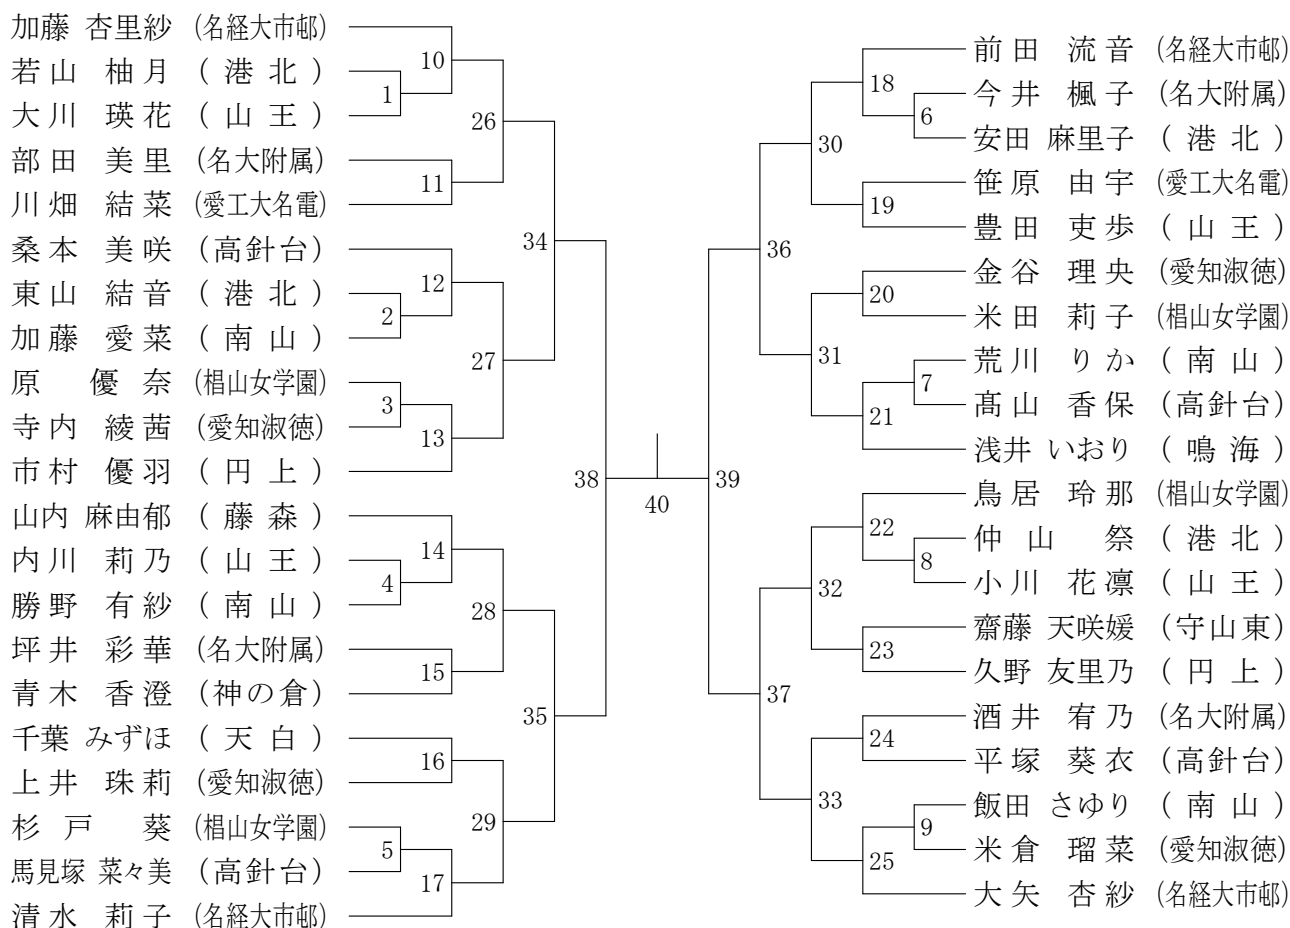 加藤 杏里紗 (名経大市邨)
若山 柚月 (港北)
大川 瑛花 (山王)
部田 美里 (名大附属)
川畑 結菜 (愛工大名電)
桑本 美咲 (高針台)
東山 結音 (港北)
加藤 愛菜 (南山)
原 優奈 (椙山女学園)
寺内 綾茜 (愛知淑徳)
市村 優羽 (円上)
山内 麻由郁 (藤森)
内川 莉乃 (山王)
勝野 有紗 (南山)
坪井 彩華 (名大附属)
青木 香澄 (神の倉)
千葉 みずほ (天白)
上井 珠莉 (愛知淑徳)
杉戸 葵 (椙山女学園)
馬見塚 菜々美 (高針台)
清水 莉子 (名経大市邨)
1
2
3
4
5
10
11
12
13
14
15
16
17
26
27
28
29
34
35
38
40
39
36
37
30
31
32
33
18
19
20
21
22
23
24
25
6
7
8
9
前田 流音 (名経大市邨)
今井 楓子 (名大附属)
安田 麻里子 (港北)
笹原 由宇 (愛工大名電)
豊田 吏歩 (山王)
金谷 理央 (愛知淑徳)
米田 莉子 (椙山女学園)
荒川 りか (南山)
髙山 香保 (高針台)
浅井 いおり (鳴海)
鳥居 玲那 (椙山女学園)
仲山 祭 (港北)
小川 花凛 (山王)
齋藤 天咲媛 (守山東)
久野 友里乃 (円上)
酒井 宥乃 (名大附属)
平塚 葵衣 (高針台)
飯田 さゆり (南山)
米倉 瑠菜 (愛知淑徳)
大矢 杏紗 (名経大市邨)